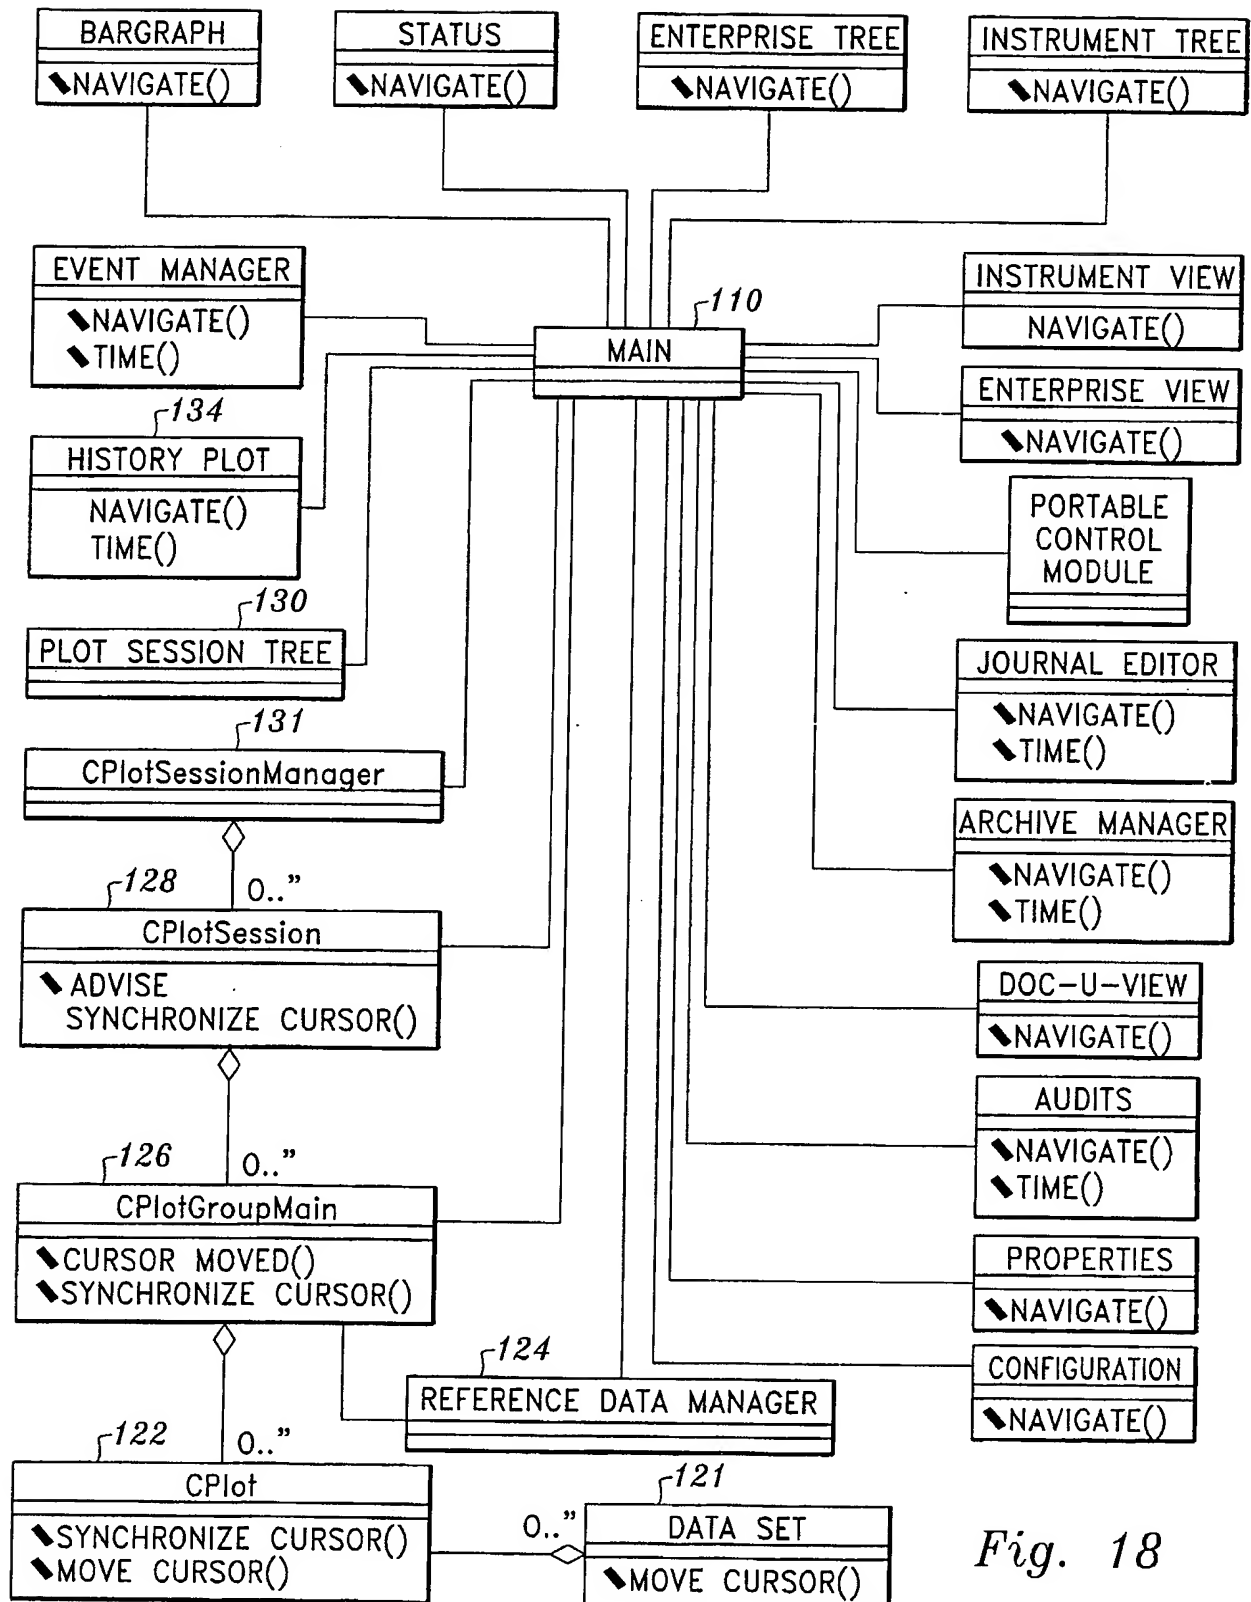 BARGRAPH
NAVIGATE()
STATUS
NAVIGATE()
ENTERPRISE TREE
NAVIGATE()
INSTRUMENT TREE
NAVIGATE()
EVENT MANAGER
NAVIGATE()
TIME()
110
MAIN
INSTRUMENT VIEW
NAVIGATE()
ENTERPRISE VIEW
NAVIGATE()
134
HISTORY PLOT
NAVIGATE()
TIME()
PORTABLE
CONTROL
MODULE
130
PLOT SESSION TREE
JOURNAL EDITOR
NAVIGATE()
TIME()
131
CPlotSessionManager
0.."
ARCHIVE MANAGER
NAVIGATE()
TIME()
128
CPlotSession
ADVISE
SYNCHRONIZE CURSOR()
0.."
DOC-U-VIEW
NAVIGATE()
AUDITS
NAVIGATE()
TIME()
126
CPlotGroupMain
CURSOR MOVED()
SYNCHRONIZE CURSOR()
0.."
PROPERTIES
NAVIGATE()
124
REFERENCE DATA MANAGER
CONFIGURATION
NAVIGATE()
122
CPlot
SYNCHRONIZE CURSOR()
MOVE CURSOR()
0.."
121
DATA SET
MOVE CURSOR()
Fig. 18